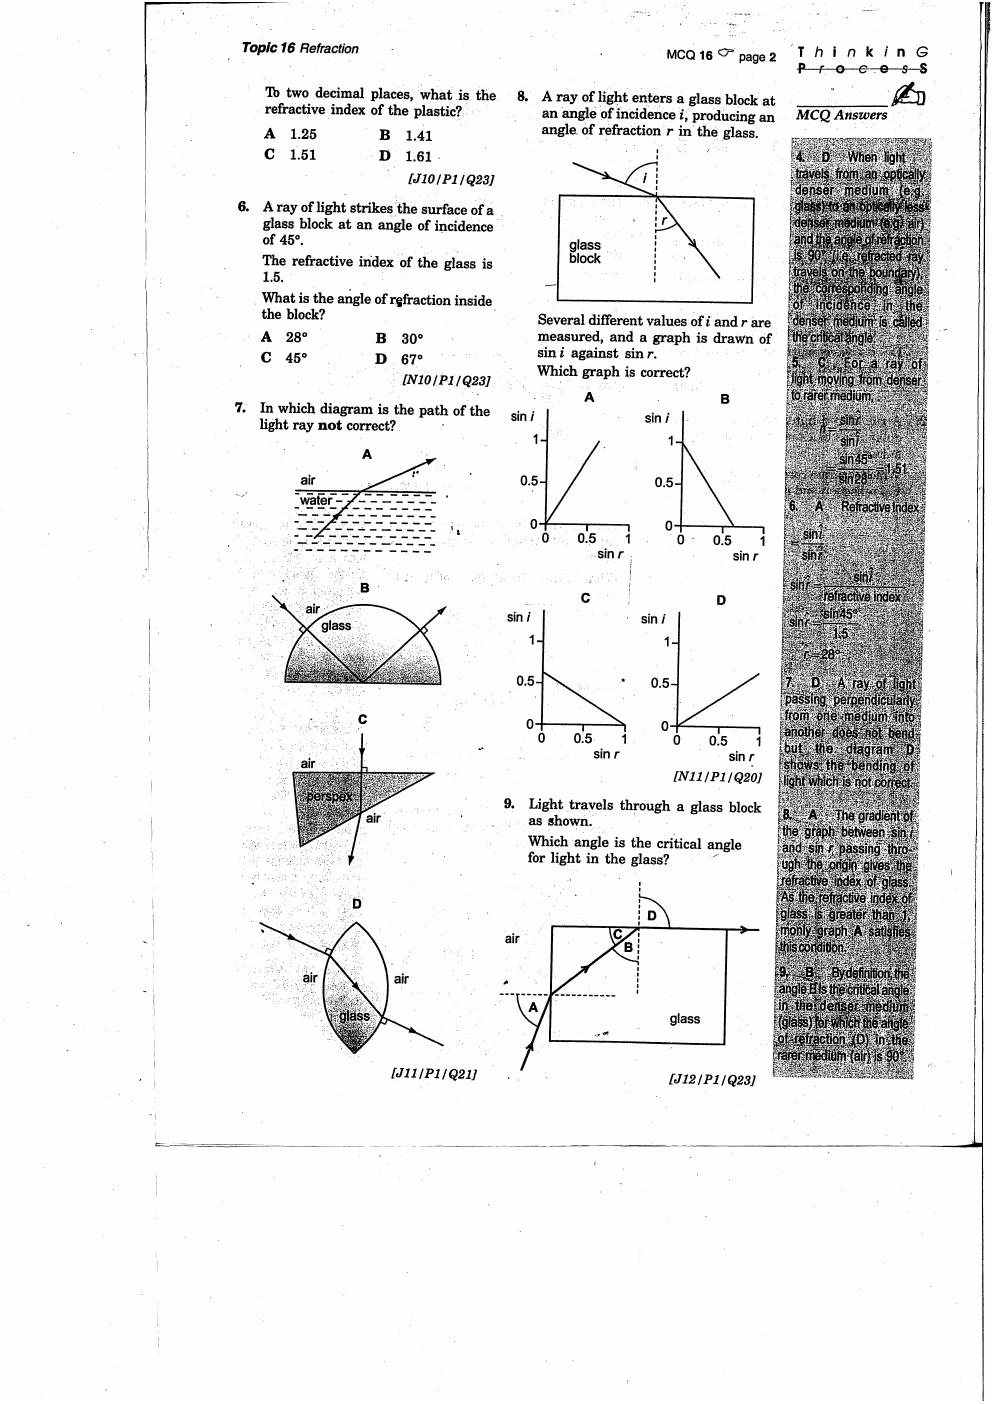 Topic 16 Refraction
MCQ 16 ☞ page 2
To two decimal places, what is the
refractive index of the plastic?
A 1.25 B 1.41
C 1.51 D 1.61
[J10/P1/Q23]
6. A ray of light strikes the surface of a
glass block at an angle of incidence
of 45°.
The refractive index of the glass is
1.5.
What is the angle of refraction inside
the block?
A 28° B 30°
C 45° D 67°
[N10/P1/Q23]
7. In which diagram is the path of the
light ray not correct?
A
air
water
B
air
glass
C
air
perspex
air
D
air
air
glass
[J11/P1/Q21]
8. A ray of light enters a glass block at
an angle of incidence i, producing an
angle of refraction r in the glass.
i
r
glass
block
Several different values of i and r are
measured, and a graph is drawn of
sin i against sin r.
Which graph is correct?
A B
sin i sin i
1 1
0.5 0.5
0 0
0 0.5 1 0 0.5 1
sin r sin r
C D
sin i sin i
1 1
0.5 0.5
0 0
0 0.5 1 0 0.5 1
sin r sin r
[N11/P1/Q20]
9. Light travels through a glass block
as shown.
Which angle is the critical angle
for light in the glass?
D
air
C
B
A
glass
[J12/P1/Q23]
ThinkinG
ProcesS
MCQ Answers
4. D When light
travels from an optically
denser medium (e.g.
glass) to an optically less
denser medium (e.g. air)
and the angle of refraction
is 90° (i.e. refracted ray
travels on the boundary),
the corresponding angle
of incidence in the
denser medium is called
the critical angle.
5. C For a ray of
light moving from denser
to rarer medium,
sin 45°
sin 28° = 1.51
6. A Refractive Index
= sin i
sin r
sin r = sin i
refractive index
sin r = sin 45°
1.5
r = 28°
7. D A ray of light
passing perpendicularly
from one medium into
another does not bend
but the diagram D
shows the bending of
light which is not correct.
8. A The gradient of
the graph between sin i
and sin r passing thro-
ugh the origin gives the
refractive index of glass.
As the refractive index of
glass is greater than 1,
monly graph A satisfies
this condition.
9. B By definition the
angle B is the critical angle
in the denser medium
(glass) for which the angle
of refraction (D) in the
rarer medium (air) is 90°